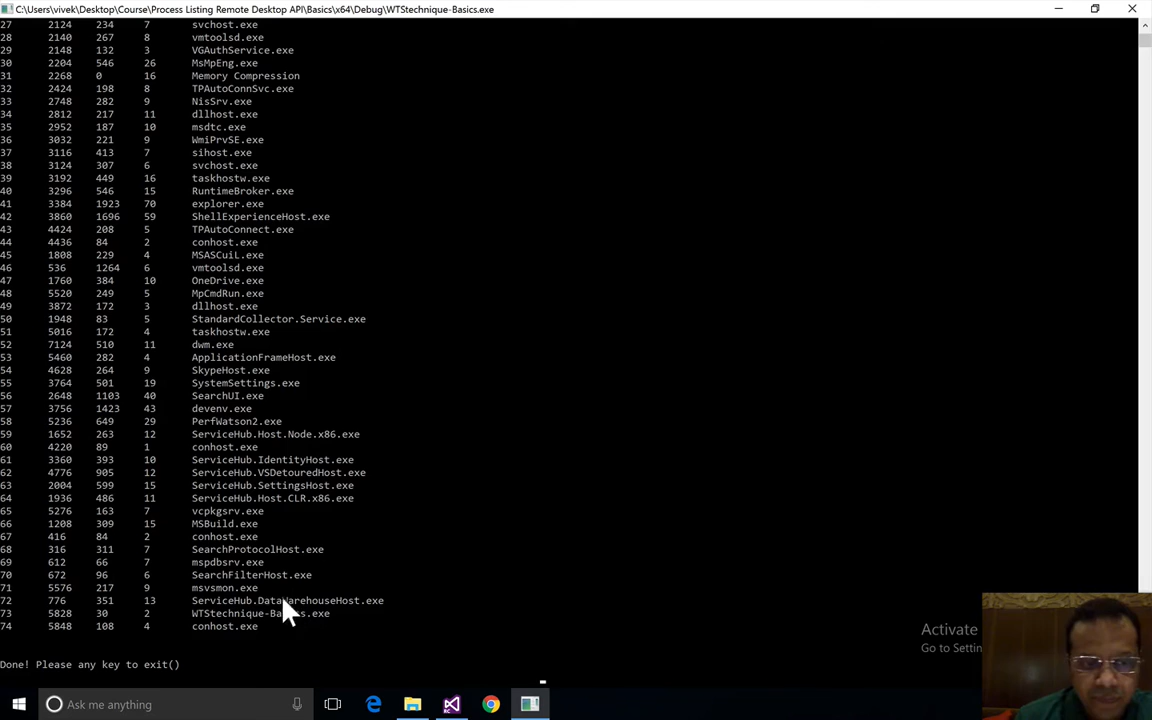 C:\Users\vivek\Desktop\Course\Process Listing Remote Desktop API\Basics\x64\Debug\WTStechnique-Basics.exe
27 2124 234 7 svchost.exe
28 2140 267 8 vmtoolsd.exe
29 2148 132 3 VGAuthService.exe
30 2204 546 26 MsMpEng.exe
31 2268 0 16 Memory Compression
32 2424 198 8 TPAutoConnSvc.exe
33 2748 282 9 NisSrv.exe
34 2812 217 11 dllhost.exe
35 2952 187 10 msdtc.exe
36 3032 221 9 WmiPrvSE.exe
37 3116 413 7 sihost.exe
38 3124 307 6 svchost.exe
39 3192 449 16 taskhostw.exe
40 3296 546 15 RuntimeBroker.exe
41 3384 1923 70 explorer.exe
42 3860 1696 59 ShellExperienceHost.exe
43 4424 208 5 TPAutoConnect.exe
44 4436 84 2 conhost.exe
45 1808 229 4 MSASCuiL.exe
46 536 1264 6 vmtoolsd.exe
47 1760 384 10 OneDrive.exe
48 5520 249 5 MpCmdRun.exe
49 3872 172 3 dllhost.exe
50 1948 83 5 StandardCollector.Service.exe
51 5016 172 4 taskhostw.exe
52 7124 510 11 dwm.exe
53 5460 282 4 ApplicationFrameHost.exe
54 4628 264 9 SkypeHost.exe
55 3764 501 19 SystemSettings.exe
56 2648 1103 40 SearchUI.exe
57 3756 1423 43 devenv.exe
58 5236 649 29 PerfWatson2.exe
59 1652 263 12 ServiceHub.Host.Node.x86.exe
60 4220 89 1 conhost.exe
61 3360 393 10 ServiceHub.IdentityHost.exe
62 4776 905 12 ServiceHub.VSDetouredHost.exe
63 2004 599 15 ServiceHub.SettingsHost.exe
64 1936 486 11 ServiceHub.Host.CLR.x86.exe
65 5276 163 7 vcpkgsrv.exe
66 1208 309 15 MSBuild.exe
67 416 84 2 conhost.exe
68 316 311 7 SearchProtocolHost.exe
69 612 66 7 mspdbsrv.exe
70 672 96 6 SearchFilterHost.exe
71 5576 217 9 msvsmon.exe
72 776 351 13 ServiceHub.DataWarehouseHost.exe
73 5828 30 2 WTStechnique-Basics.exe
74 5848 108 4 conhost.exe
Done! Please any key to exit()
Activate
Go to Settin
Ask me anything